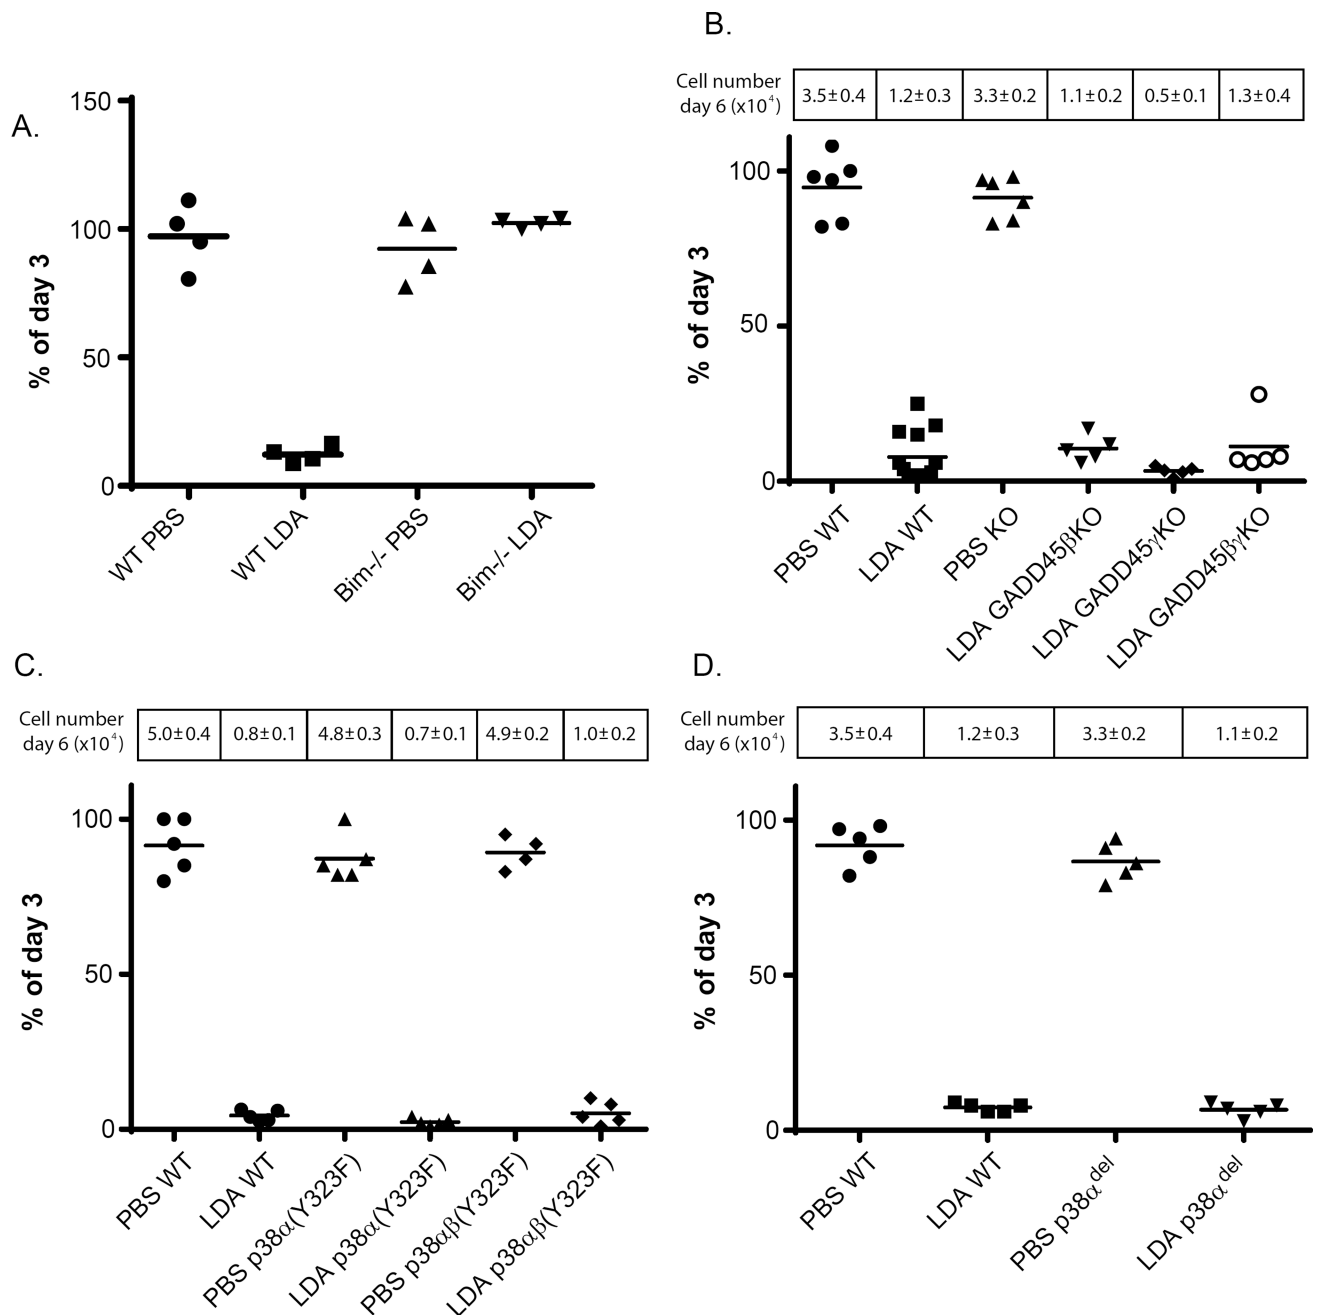 A.
150
100
50
0
% of day 3
WT PBS
WT LDA
Bim-/- PBS
Bim-/- LDA
B.
Cell number
day 6 (x10⁴)
3.5±0.4 1.2±0.3 3.3±0.2 1.1±0.2 0.5±0.1 1.3±0.4
100
50
0
% of day 3
PBS WT
LDA WT
PBS KO
LDA GADD45βKO
LDA GADD45γKO
LDA GADD45βγKO
C.
Cell number
day 6 (x10⁴)
5.0±0.4 0.8±0.1 4.8±0.3 0.7±0.1 4.9±0.2 1.0±0.2
100
50
0
% of day 3
PBS WT
LDA WT
PBS p38α(Y323F)
LDA p38α(Y323F)
PBS p38αβ(Y323F)
LDA p38αβ(Y323F)
D.
Cell number
day 6 (x10⁴)
3.5±0.4 1.2±0.3 3.3±0.2 1.1±0.2
100
50
0
% of day 3
PBS WT
LDA WT
PBS p38α del
LDA p38α del